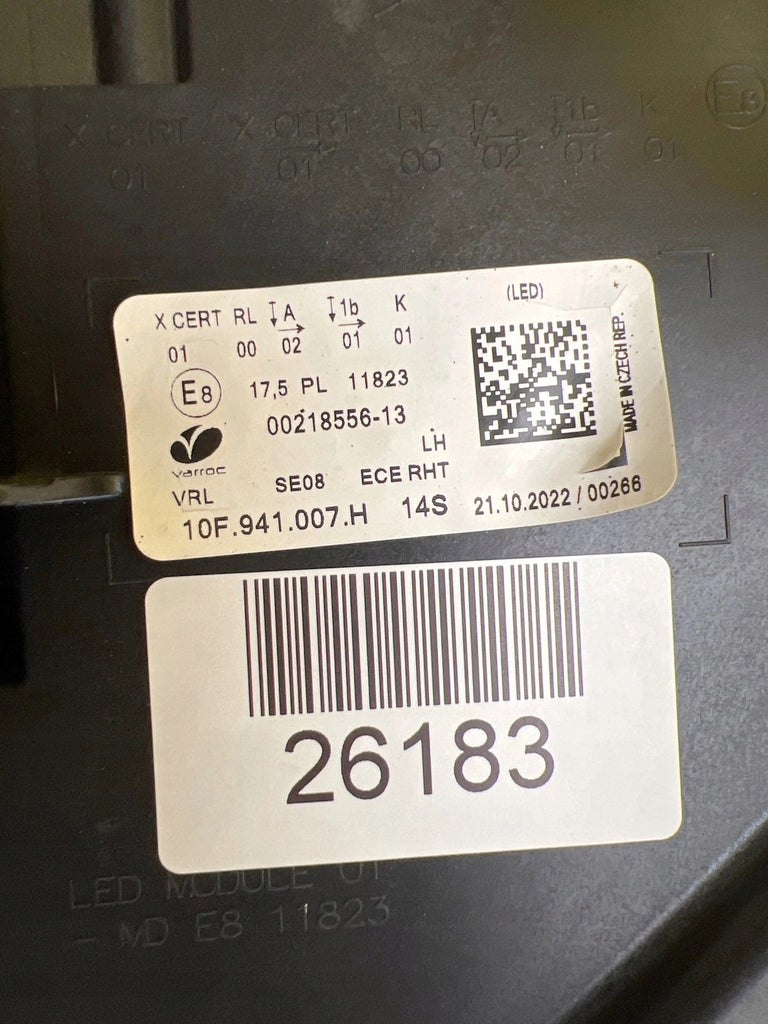 X CERT X CERT RL A 1b K E8
01 01 00 02 01 01
X CERT RL A 1b K (LED)
01 00 02 01 01
E8 17,5 PL 11823
00218556-13
MADE IN CZECH REP.
LH
varroc
VRL SE08 ECE RHT
10F.941.007.H 14S 21.10.2022 / 00266
26183
LED MODULE 01
- MD E8 11823